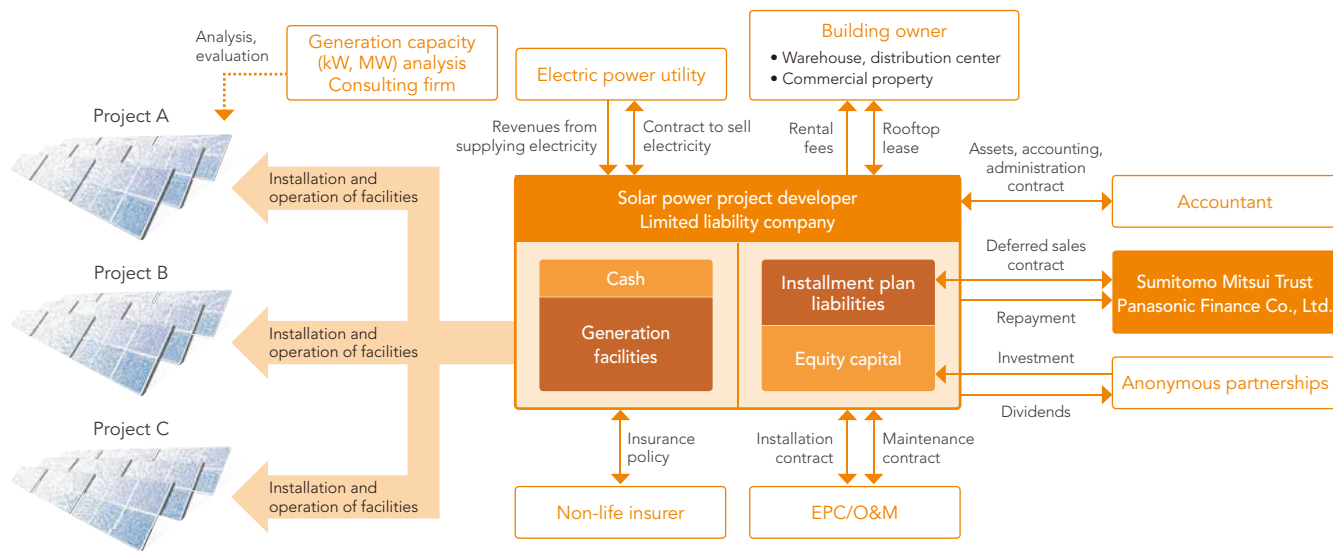 Analysis,
evaluation
Generation capacity
(kW, MW) analysis
Consulting firm
Electric power utility
Building owner
• Warehouse, distribution center
• Commercial property
Project A
Revenues from
supplying electricity
Contract to sell
electricity
Rental
fees
Rooftop
lease
Assets, accounting,
administration
contract
Installation and
operation of facilities
Solar power project developer
Limited liability company
Accountant
Project B
Cash
Generation
facilities
Installment plan
liabilities
Equity capital
Deferred sales
contract
Sumitomo Mitsui Trust
Panasonic Finance Co., Ltd.
Repayment
Installation and
operation of facilities
Investment
Anonymous partnerships
Dividends
Project C
Insurance
policy
Installation
contract
Maintenance
contract
Installation and
operation of facilities
Non-life insurer
EPC/O&M